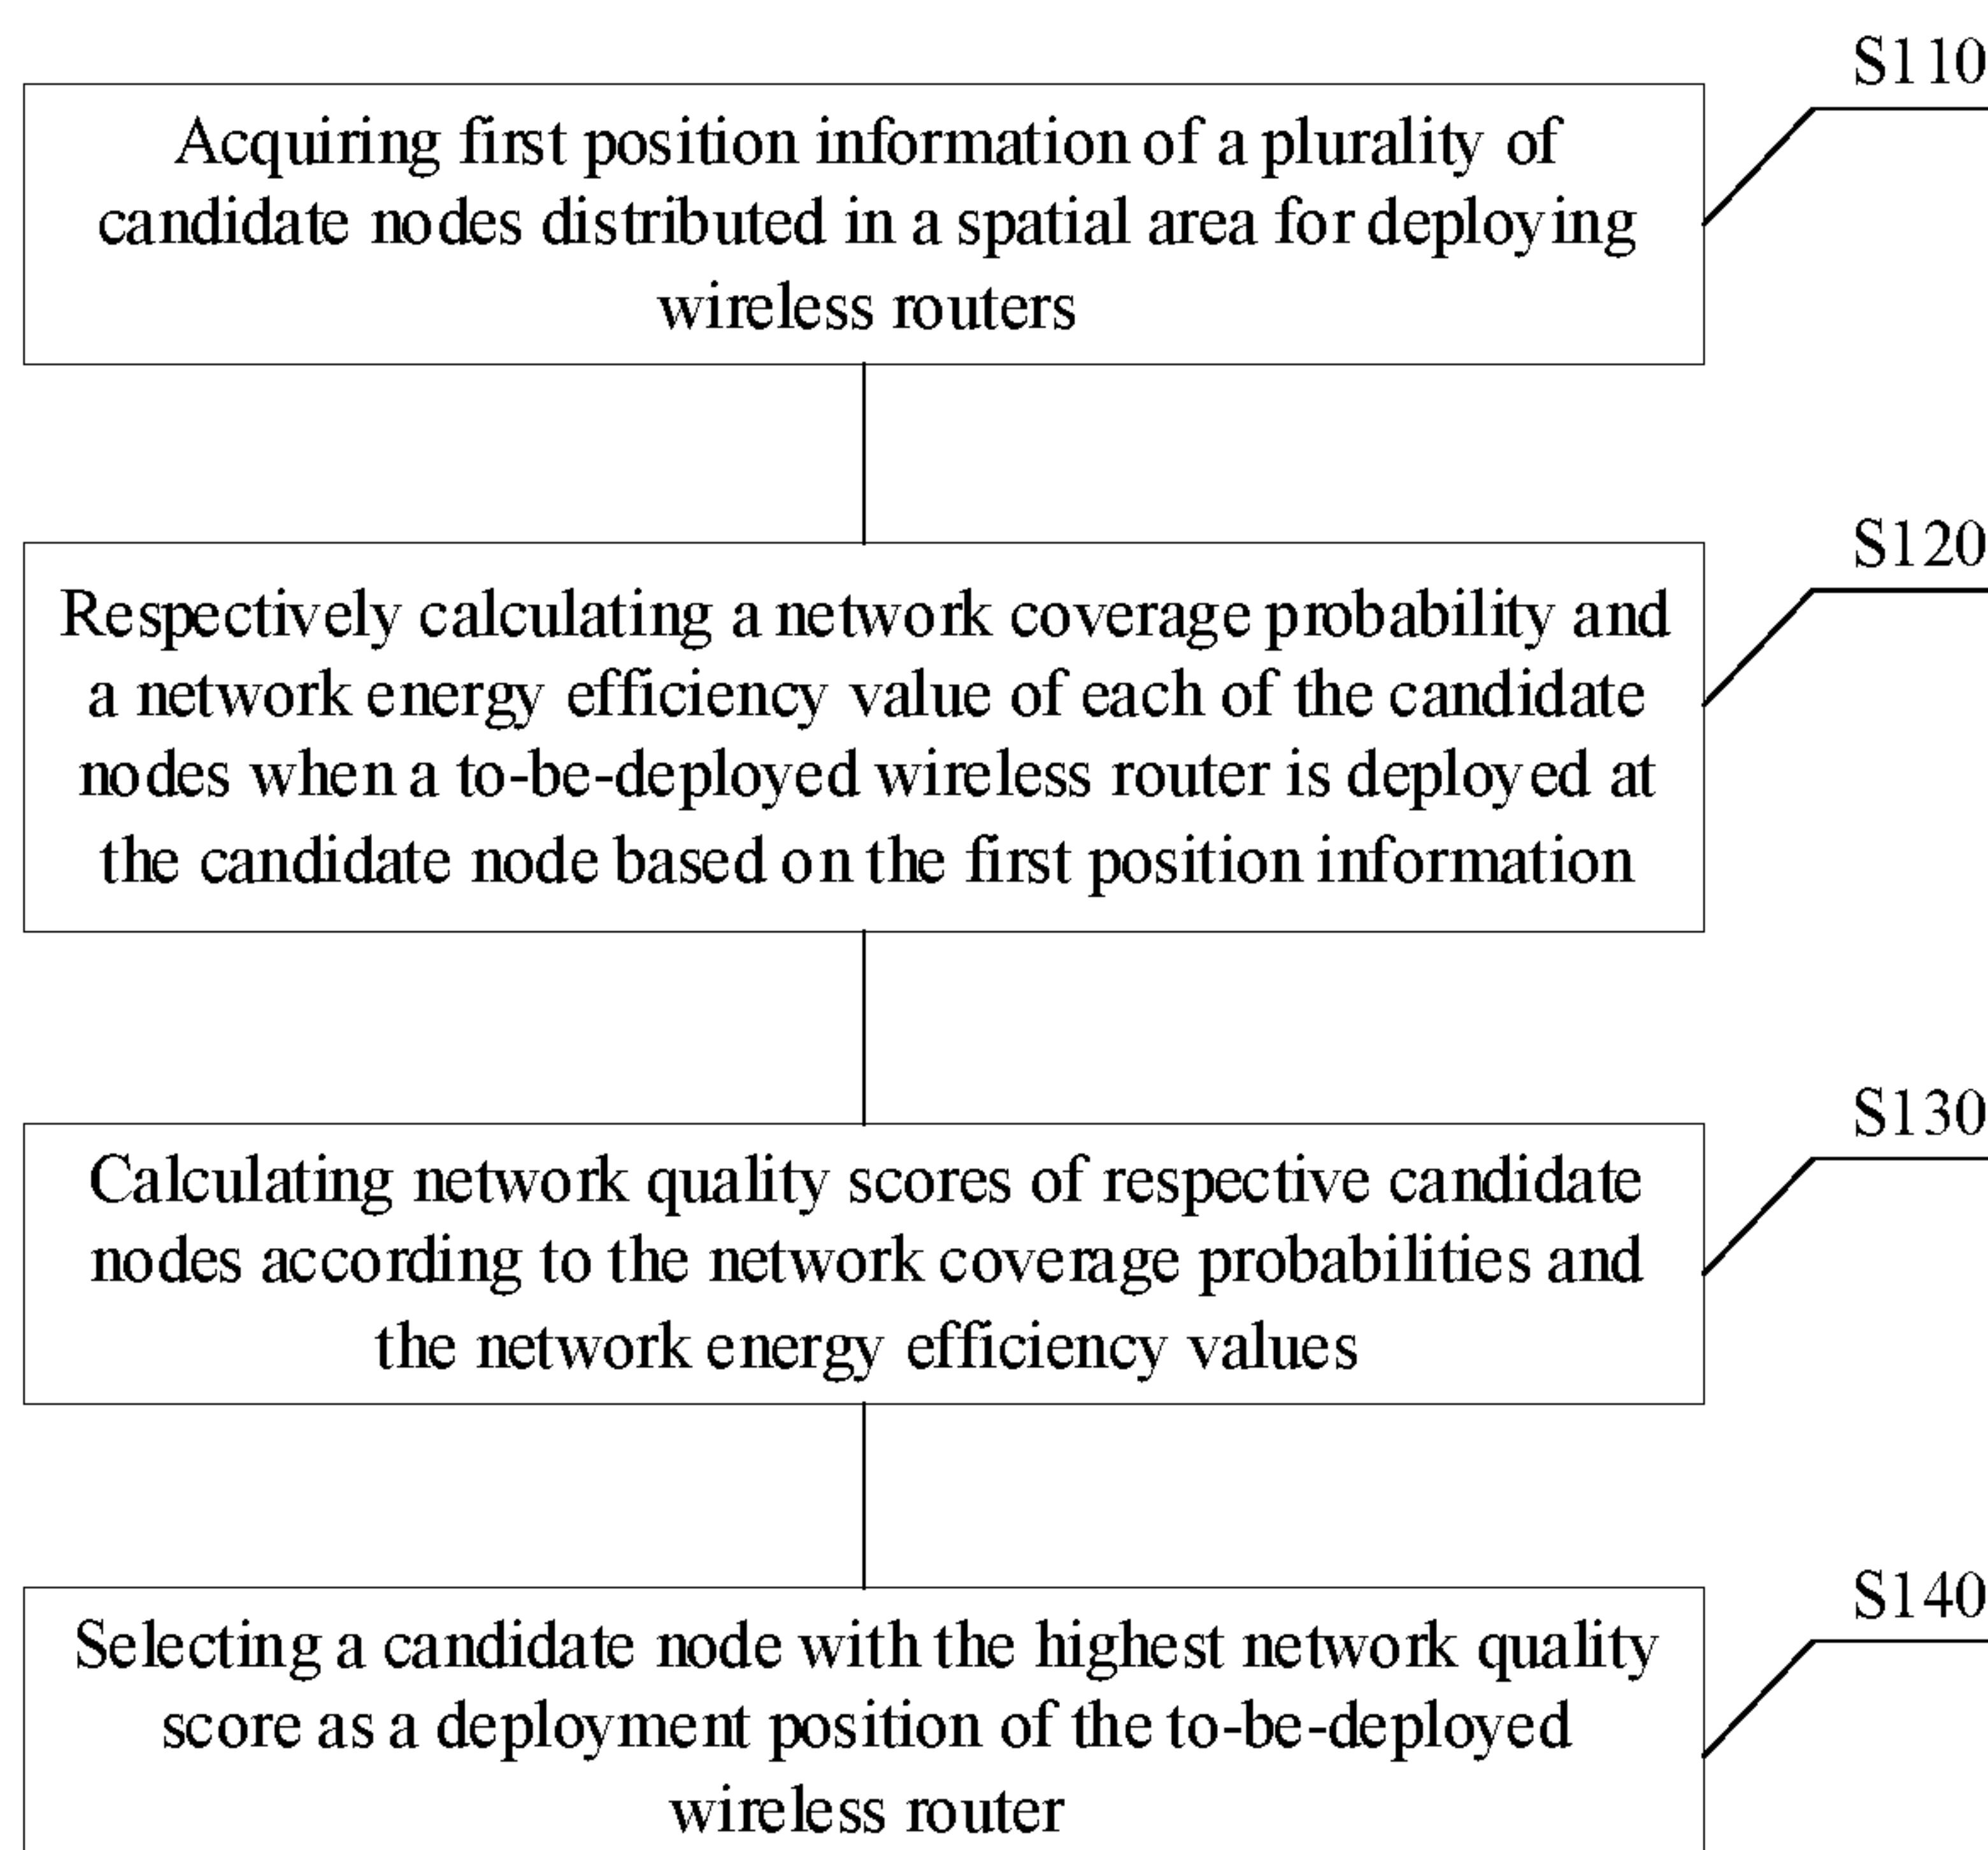 S110
Acquiring first position information of a plurality of
candidate nodes distributed in a spatial area for deploying
wireless routers
S120
Respectively calculating a network coverage probability and
a network energy efficiency value of each of the candidate
nodes when a to-be-deployed wireless router is deployed at
the candidate node based on the first position information
S130
Calculating network quality scores of respective candidate
nodes according to the network coverage probabilities and
the network energy efficiency values
S140
Selecting a candidate node with the highest network quality
score as a deployment position of the to-be-deployed
wireless router